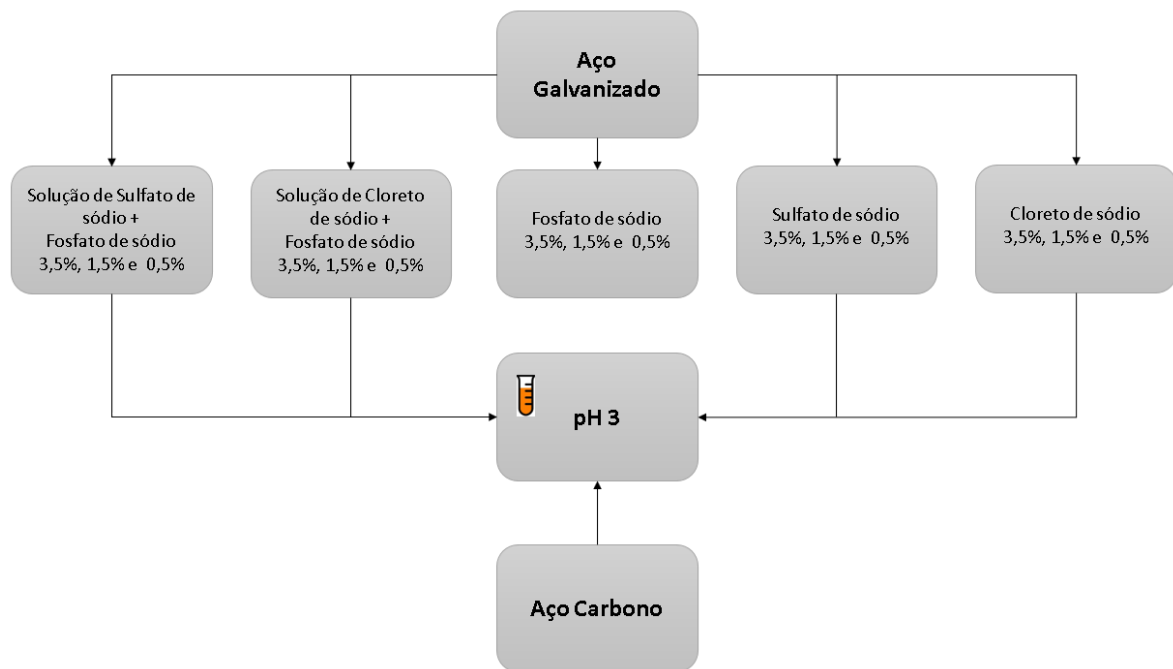 Aço
Galvanizado
Solução de Sulfato de
sódio +
Fosfato de sódio
3,5%, 1,5% e 0,5%
Solução de Cloreto
de sódio +
Fosfato de sódio
3,5%, 1,5% e 0,5%
Fosfato de sódio
3,5%, 1,5% e 0,5%
Sulfato de sódio
3,5%, 1,5% e 0,5%
Cloreto de sódio
3,5%, 1,5% e 0,5%
pH 3
Aço Carbono